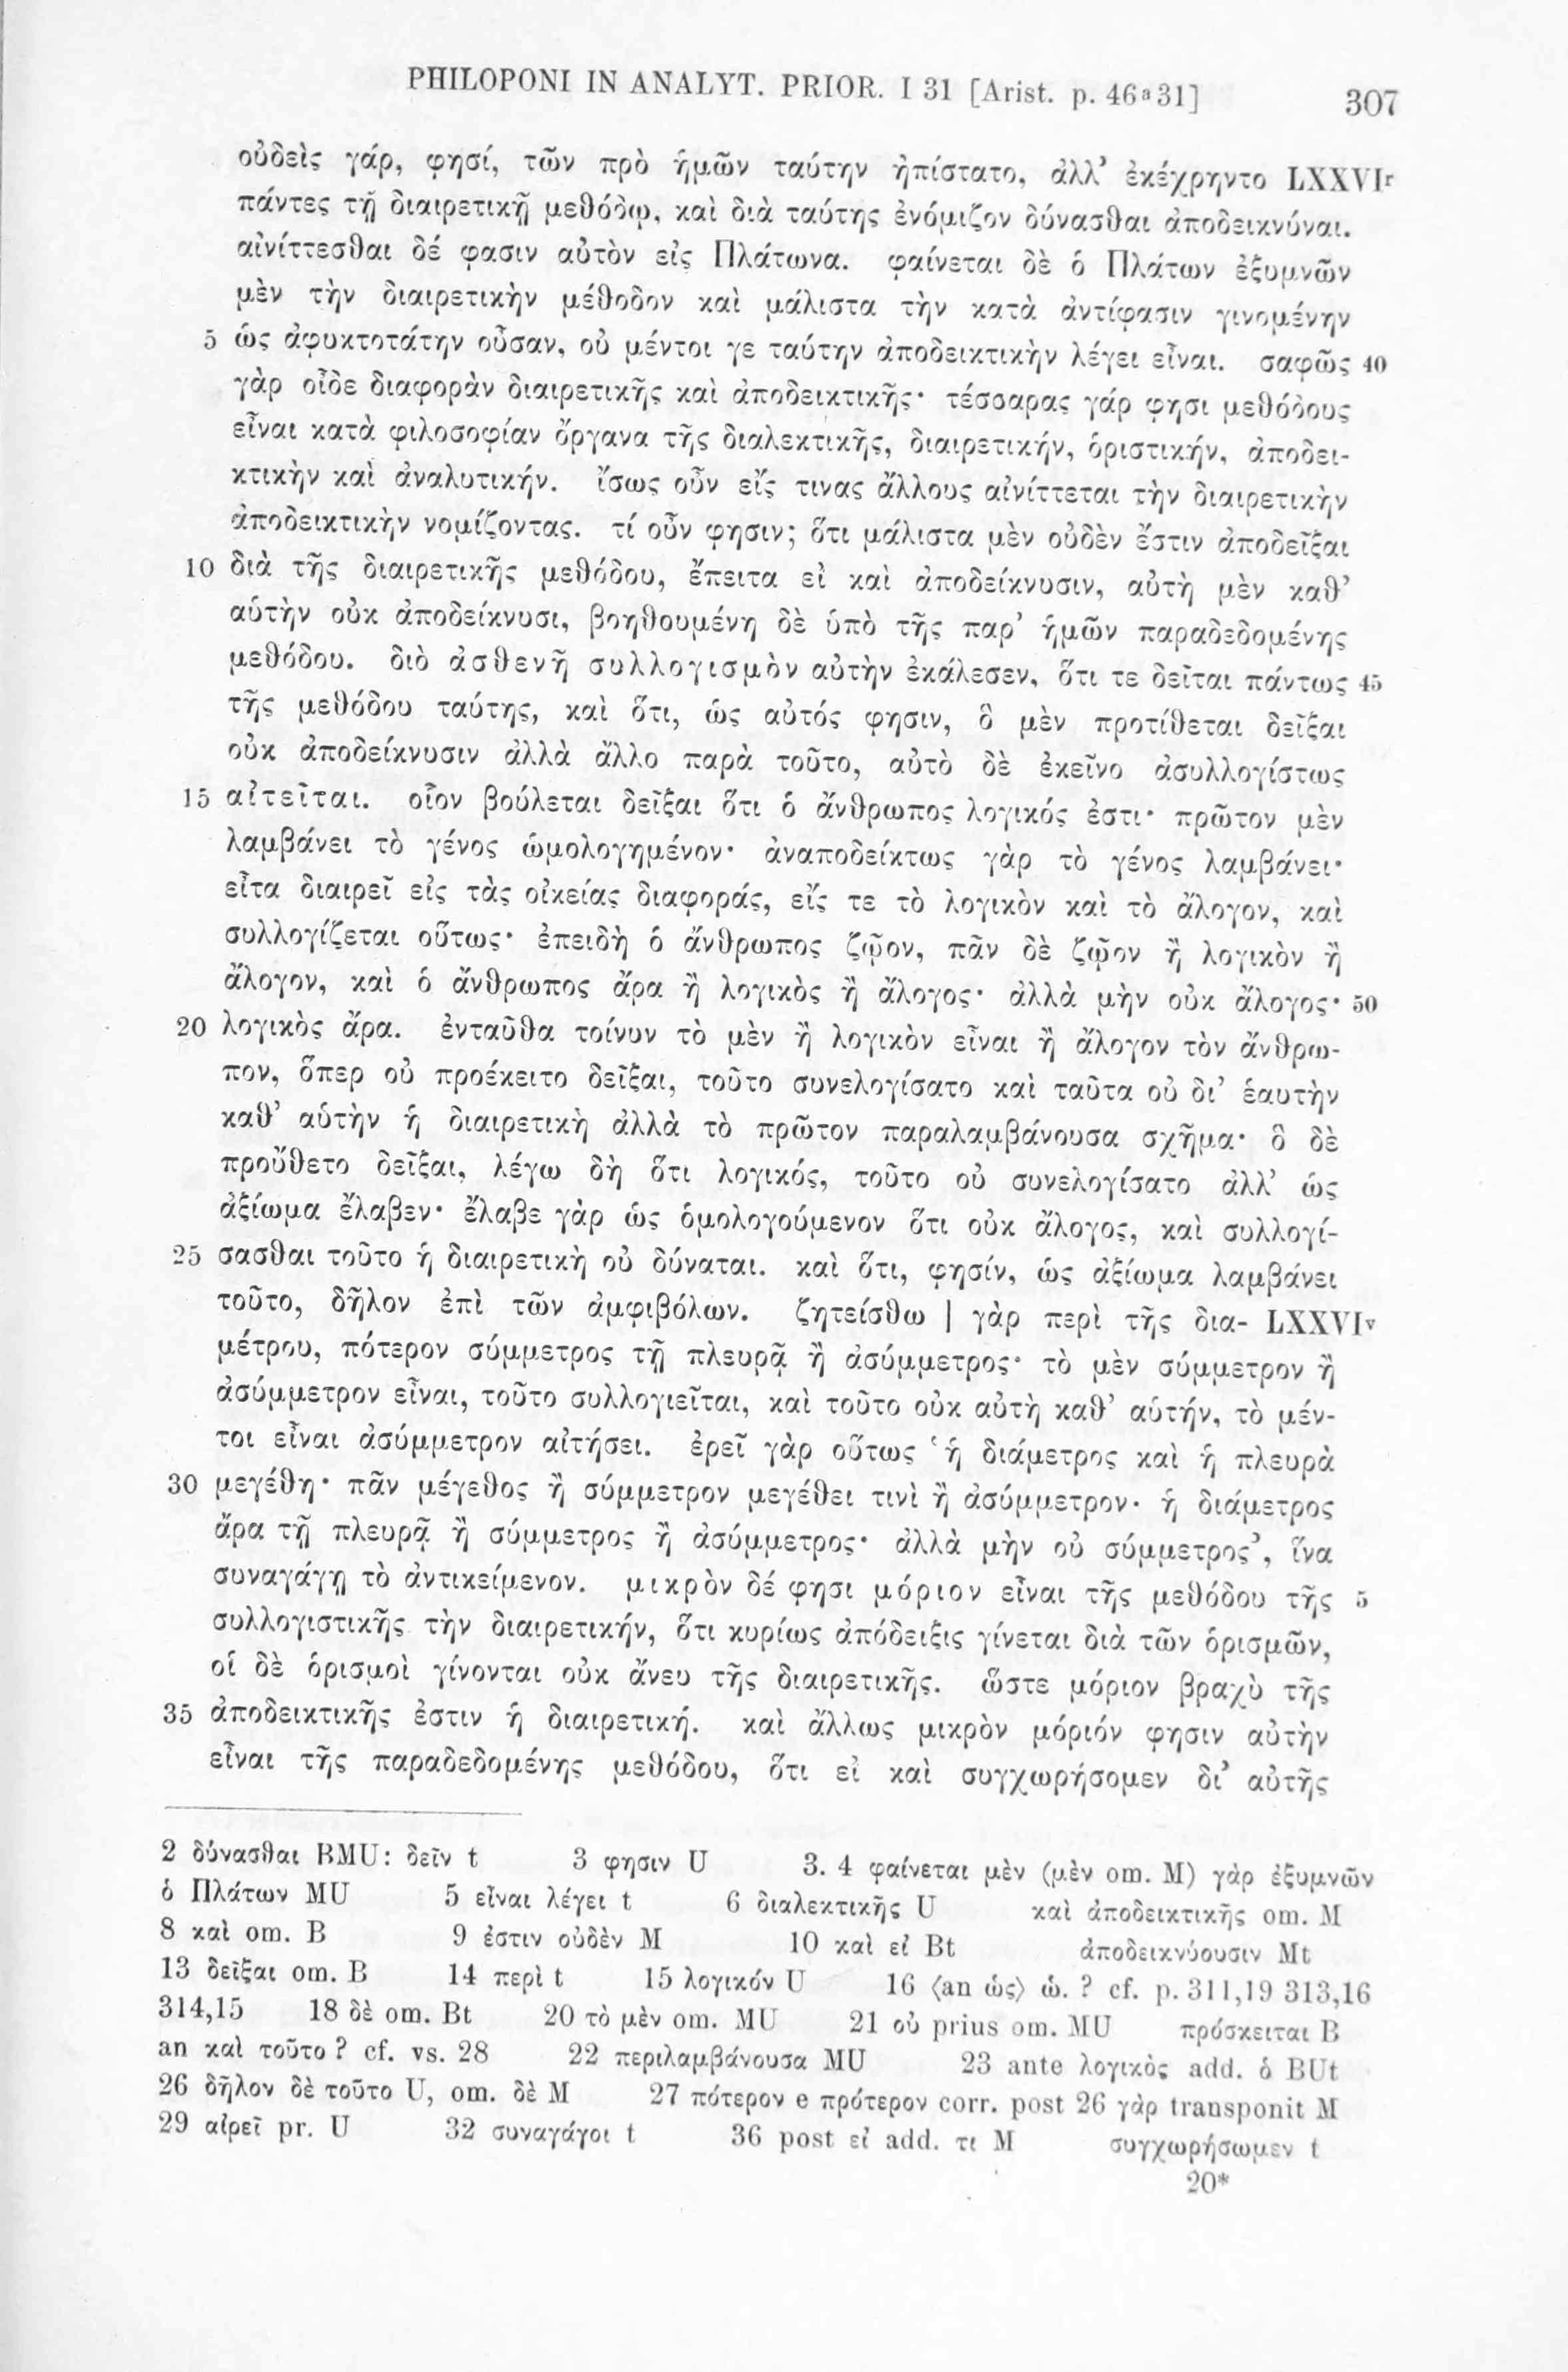 PHILOPONI IN ANALYT. PRIOR. I 31 [Arist. p. 46a31] 307
οὐδεὶς γάρ, φησί, τῶν πρὸ ἡμῶν ταύτην ἠπίστατο, ἀλλ’ ἐκέχρηντο LXXVIr
πάντες τῇ διαιρετικῇ μεθόδῳ, καὶ διὰ ταύτης ἐνόμιζον δύνασθαι ἀποδεικνύναι.
αἰνίττεσθαι δέ φασιν αὐτὸν εἰς Πλάτωνα. φαίνεται δὲ ὁ Πλάτων ἐξυμνῶν
μὲν τὴν διαιρετικὴν μέθοδον καὶ μάλιστα τὴν κατὰ ἀντίφασιν γινομένην
5 ὡς ἀφυκτοτάτην οὖσαν, οὐ μέντοι γε ταύτην ἀποδεικτικὴν λέγει εἶναι. σαφῶς 40
γὰρ οἶδε διαφορὰν διαιρετικῆς καὶ ἀποδεικτικῆς· τέσσαρας γάρ φησι μεθόδους
εἶναι κατὰ φιλοσοφίαν ὄργανα τῆς διαλεκτικῆς, διαιρετικήν, ὁριστικήν, ἀποδει-
κτικὴν καὶ ἀναλυτικήν. ἴσως οὖν εἴς τινας ἄλλους αἰνίττεται τὴν διαιρετικὴν
ἀποδεικτικὴν νομίζοντας. τί οὖν φησιν; ὅτι μάλιστα μὲν οὐδὲν ἔστιν ἀποδεῖξαι
10 διὰ τῆς διαιρετικῆς μεθόδου, ἔπειτα εἰ καὶ ἀποδείκνυσιν, αὐτὴ μὲν καθ’
αὑτὴν οὐκ ἀποδείκνυσι, βοηθουμένη δὲ ὑπὸ τῆς παρ’ ἡμῶν παραδεδομένης
μεθόδου. διὸ ἀσθενῆ συλλογισμὸν αὐτὴν ἐκάλεσεν, ὅτι τε δεῖται πάντως 45
τῆς μεθόδου ταύτης, καὶ ὅτι, ὡς αὐτός φησιν, ὃ μὲν προτίθεται δεῖξαι
οὐκ ἀποδείκνυσιν ἀλλὰ ἄλλο παρὰ τοῦτο, αὐτὸ δὲ ἐκεῖνο ἀσυλλογίστως
15 αἰτεῖται. οἷον βούλεται δεῖξαι ὅτι ὁ ἄνθρωπος λογικός ἐστι· πρῶτον μὲν
λαμβάνει τὸ γένος ὡμολογημένον· ἀναποδείκτως γὰρ τὸ γένος λαμβάνει·
εἶτα διαιρεῖ εἰς τὰς οἰκείας διαφοράς, εἴς τε τὸ λογικὸν καὶ τὸ ἄλογον, καὶ
συλλογίζεται οὕτως· ἐπειδὴ ὁ ἄνθρωπος ζῷον, πᾶν δὲ ζῷον ἢ λογικὸν ἢ
ἄλογον, καὶ ὁ ἄνθρωπος ἄρα ἢ λογικὸς ἢ ἄλογος· ἀλλὰ μὴν οὐκ ἄλογος· 50
20 λογικὸς ἄρα. ἐνταῦθα τοίνυν τὸ μὲν ἢ λογικὸν εἶναι ἢ ἄλογον τὸν ἄνθρω-
πον, ὅπερ οὐ προέκειτο δεῖξαι, τοῦτο συνελογίσατο καὶ ταῦτα οὐ δι’ ἑαυτὴν
καθ’ αὑτὴν ἡ διαιρετικὴ ἀλλὰ τὸ πρῶτον παραλαμβάνουσα σχῆμα· ὃ δὲ
προὔθετο δεῖξαι, λέγω δὴ ὅτι λογικός, τοῦτο οὐ συνελογίσατο ἀλλ’ ὡς
ἀξίωμα ἔλαβεν· ἔλαβε γὰρ ὡς ὁμολογούμενον ὅτι οὐκ ἄλογος, καὶ συλλογί-
25 σασθαι τοῦτο ἡ διαιρετικὴ οὐ δύναται. καὶ ὅτι, φησίν, ὡς ἀξίωμα λαμβάνει
τοῦτο, δῆλον ἐπὶ τῶν ἀμφιβόλων. ζητείσθω | γὰρ περὶ τῆς δια- LXXVIv
μέτρου, πότερον σύμμετρος τῇ πλευρᾷ ἢ ἀσύμμετρος· τὸ μὲν σύμμετρον ἢ
ἀσύμμετρον εἶναι, τοῦτο συλλογιεῖται, καὶ τοῦτο οὐκ αὐτὴ καθ’ αὑτήν, τὸ μέν-
τοι εἶναι ἀσύμμετρον αἰτήσει. ἐρεῖ γὰρ οὕτως ‘ἡ διάμετρος καὶ ἡ πλευρὰ
30 μεγέθη· πᾶν μέγεθος ἢ σύμμετρον μεγέθει τινὶ ἢ ἀσύμμετρον· ἡ διάμετρος
ἄρα τῇ πλευρᾷ ἢ σύμμετρος ἢ ἀσύμμετρος· ἀλλὰ μὴν οὐ σύμμετρος’, ἵνα
συναγάγῃ τὸ ἀντικείμενον. μικρὸν δέ φησι μόριον εἶναι τῆς μεθόδου τῆς 5
συλλογιστικῆς τὴν διαιρετικήν, ὅτι κυρίως ἀπόδειξις γίνεται διὰ τῶν ὁρισμῶν,
οἱ δὲ ὁρισμοὶ γίνονται οὐκ ἄνευ τῆς διαιρετικῆς. ὥστε μόριον βραχὺ τῆς
35 ἀποδεικτικῆς ἐστιν ἡ διαιρετική. καὶ ἄλλως μικρὸν μόριόν φησιν αὐτὴν
εἶναι τῆς παραδεδομένης μεθόδου, ὅτι εἰ καὶ συγχωρήσομεν δι’ αὐτῆς
2 δύνασθαι BMU: δεῖν t 3 φησιν U 3. 4 φαίνεται μὲν (μὲν om. M) γὰρ ἐξυμνῶν
ὁ Πλάτων MU 5 εἶναι λέγει t 6 διαλεκτικῆς U καὶ ἀποδεικτικῆς om. M
8 καὶ om. B 9 ἐστιν οὐδὲν M 10 καὶ εἰ Bt ἀποδεικνύουσιν Mt
13 δεῖξαι om. B 14 περὶ t 15 λογικόν U 16 ⟨an ὡς⟩ ὡ. ? cf. p. 311,19 313,16
314,15 18 δὲ om. Bt 20 τὸ μὲν om. MU 21 οὐ prius om. MU πρόσκειται B
an καὶ τοῦτο ? cf. vs. 28 22 περιλαμβάνουσα MU 23 ante λογικὸς add. ὁ BUt
26 δῆλον δὲ τοῦτο U, om. δὲ M 27 πότερον e πρότερον corr. post 26 γὰρ transponit M
29 αἱρεῖ pr. U 32 συναγάγοι t 36 post εἰ add. τι M συγχωρήσωμεν t
20*